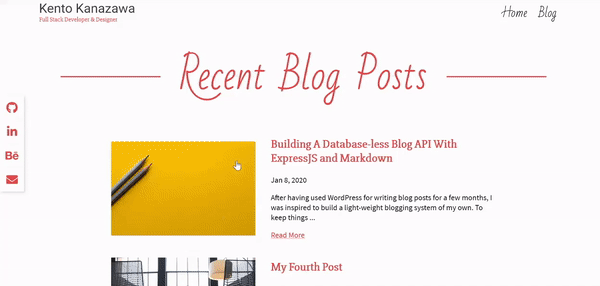 Kento Kanazawa
Full Stack Developer & Designer
Home Blog
Recent Blog Posts
Building A Database-less Blog API With
ExpressJS and Markdown
Jan 8, 2020
After having used WordPress for writing blog posts for a few months, I
was inspired to build a light-weight blogging system of my own. To
keep things ...
Read More
My Fourth Post